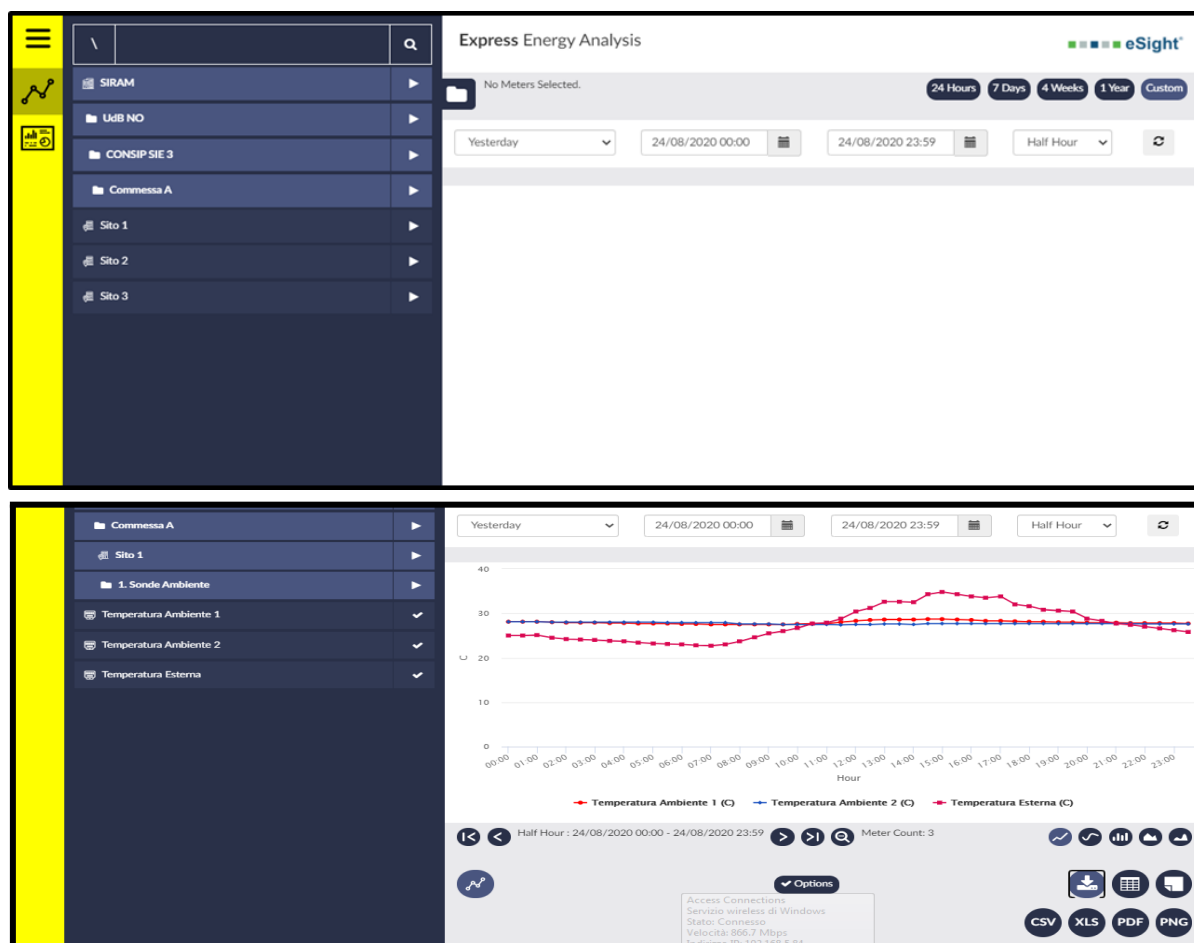 \
Express Energy Analysis
eSight
SIRAM
No Meters Selected.
24 Hours 7 Days 4 Weeks 1 Year Custom
UdB NO
Yesterday 24/08/2020 00:00 24/08/2020 23:59 Half Hour
CONSIP SIE 3
Commessa A
Sito 1
Sito 2
Sito 3
Commessa A
Yesterday 24/08/2020 00:00 24/08/2020 23:59 Half Hour
Sito 1
1. Sonde Ambiente
Temperatura Ambiente 1
Temperatura Ambiente 2
Temperatura Esterna
40
30
C 20
10
0
00:00 01:00 02:00 03:00 04:00 05:00 06:00 07:00 08:00 09:00 10:00 11:00 12:00 13:00 14:00 15:00 16:00 17:00 18:00 19:00 20:00 21:00 22:00 23:00
Hour
Temperatura Ambiente 1 (C) Temperatura Ambiente 2 (C) Temperatura Esterna (C)
Half Hour : 24/08/2020 00:00 - 24/08/2020 23:59 Meter Count: 3
Options
Access Connections
Servizio wireless di Windows
Stato: Connesso
Velocità: 866.7 Mbps
CSV XLS PDF PNG